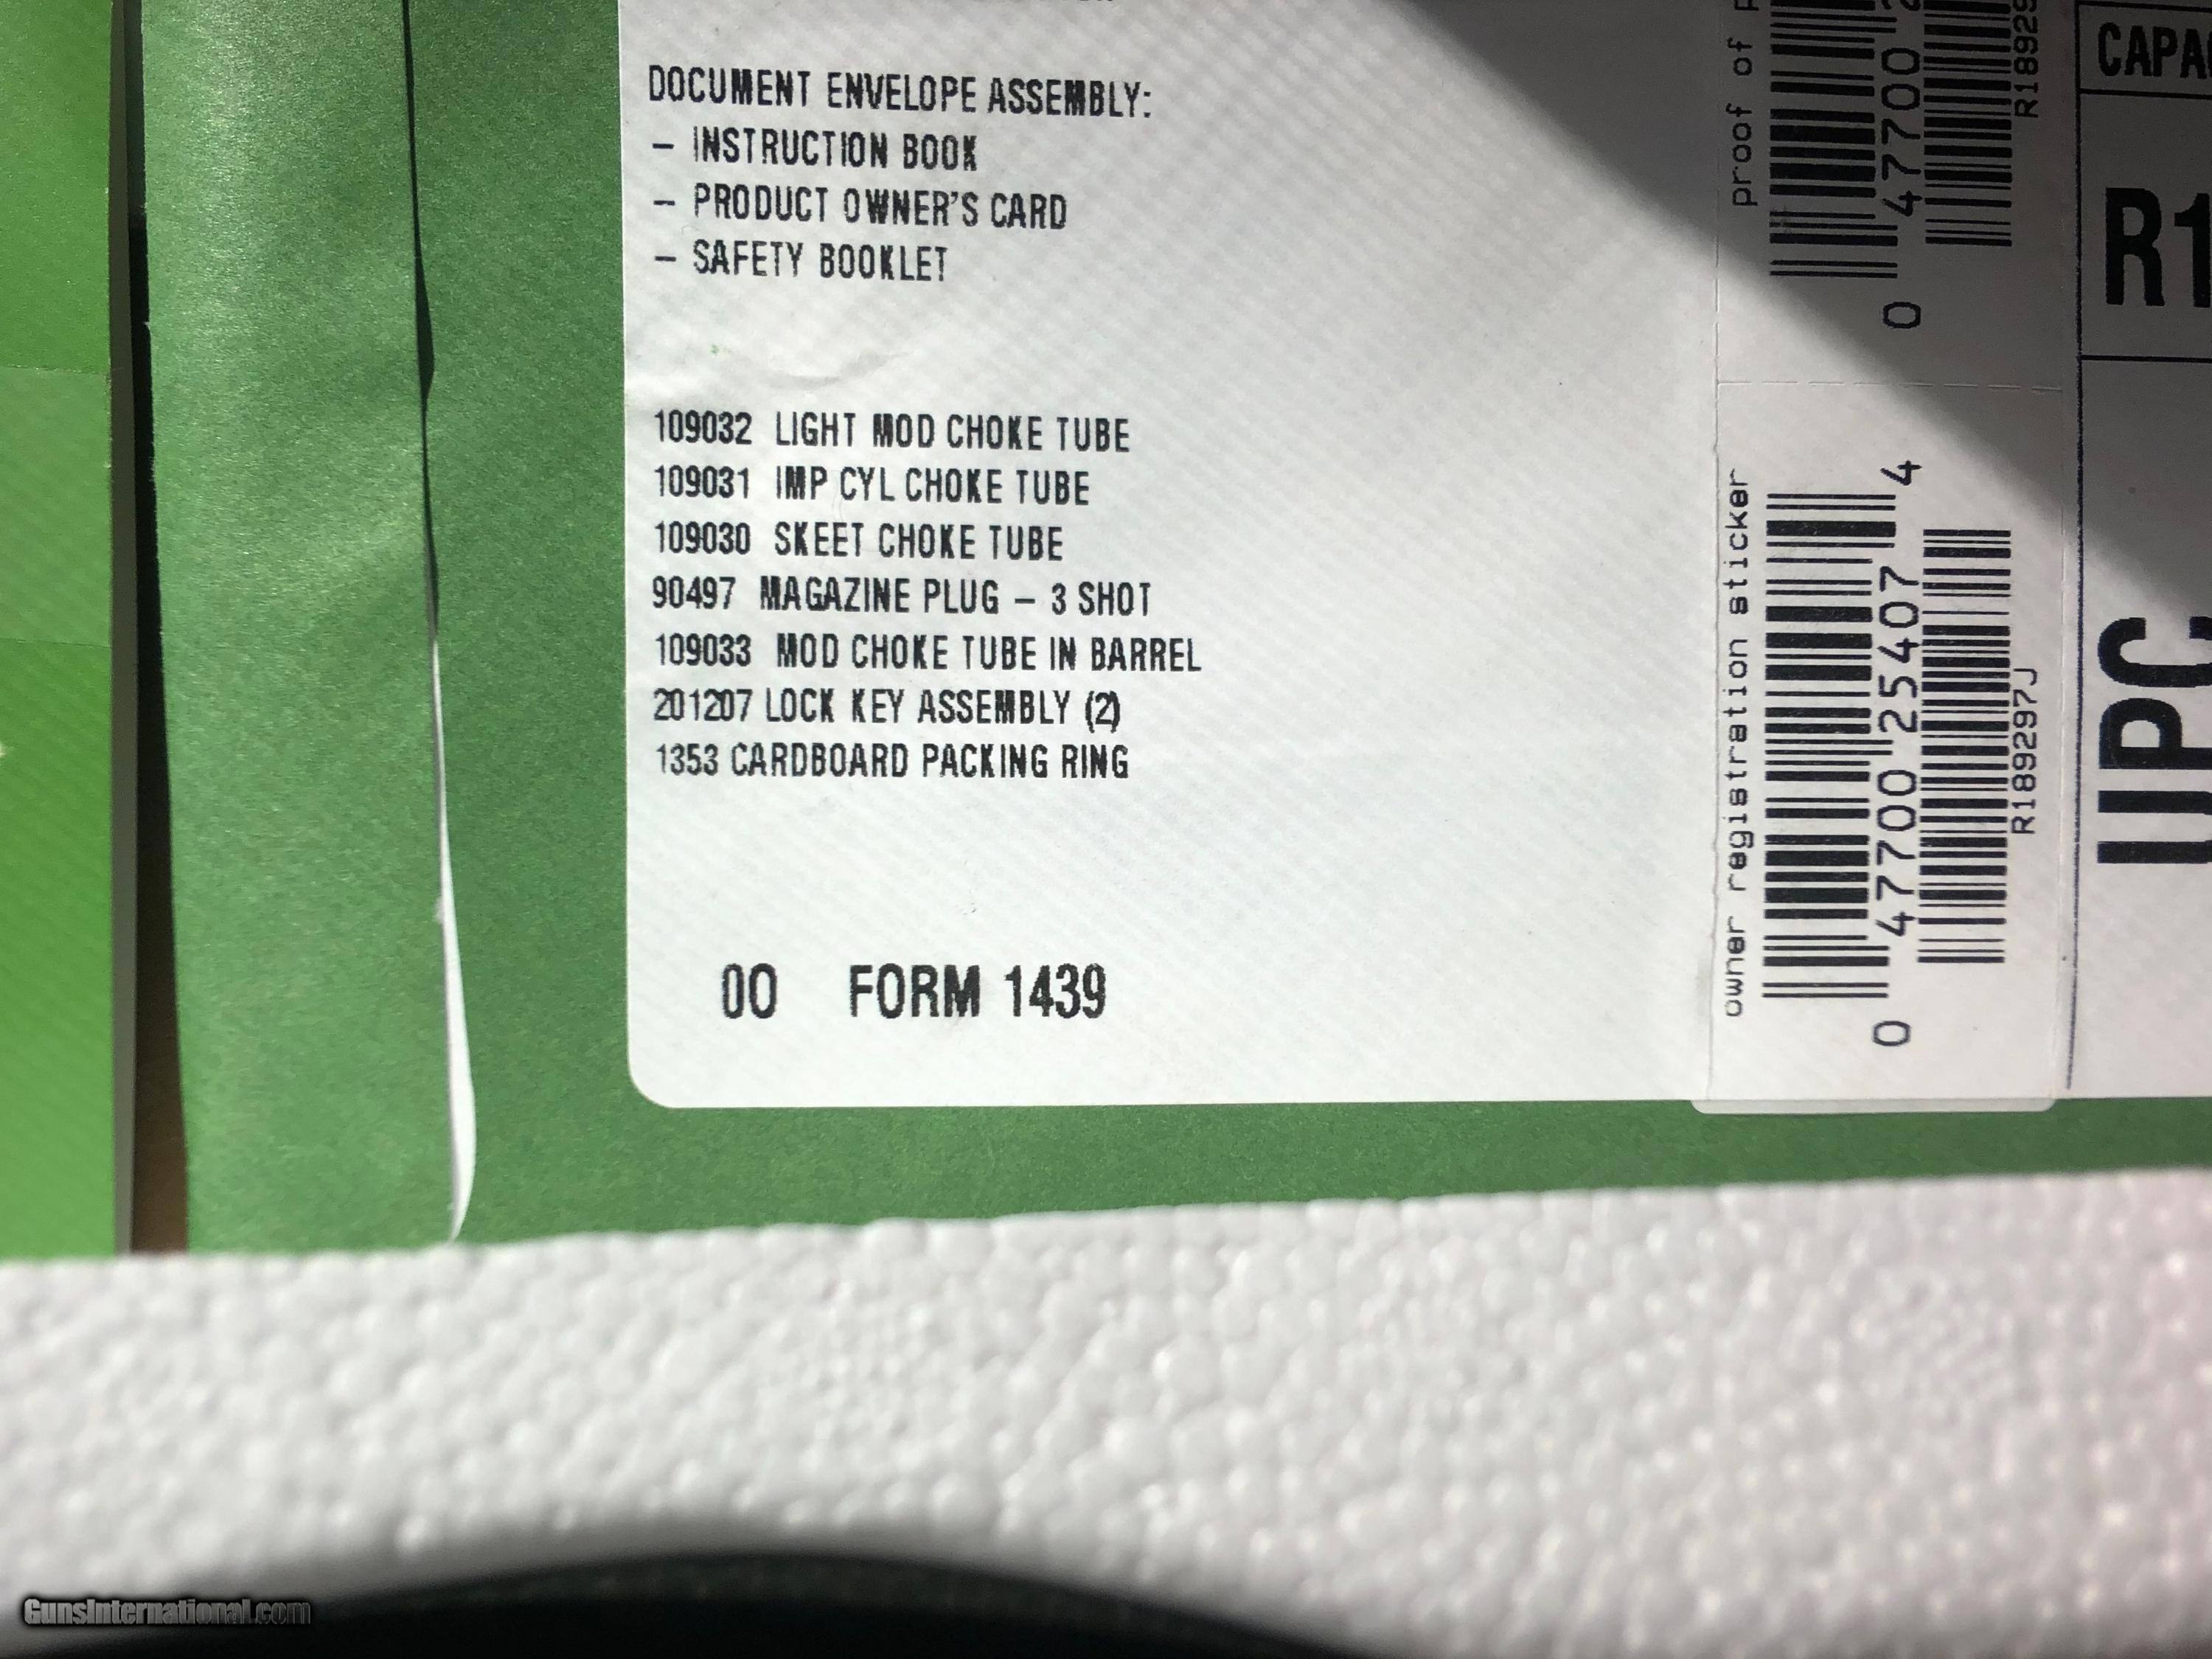 DOCUMENT ENVELOPE ASSEMBLY:
– INSTRUCTION BOOK
– PRODUCT OWNER'S CARD
– SAFETY BOOKLET
109032 LIGHT MOD CHOKE TUBE
109031 IMP CYL CHOKE TUBE
109030 SKEET CHOKE TUBE
90497 MAGAZINE PLUG – 3 SHOT
109033 MOD CHOKE TUBE IN BARREL
201207 LOCK KEY ASSEMBLY (2)
1353 CARDBOARD PACKING RING
00 FORM 1439
proof of
0 47700
R18929
owner registration sticker
0 47700 25407 4
R189297J
CAPA
R1
UPC
GunsInternational.com